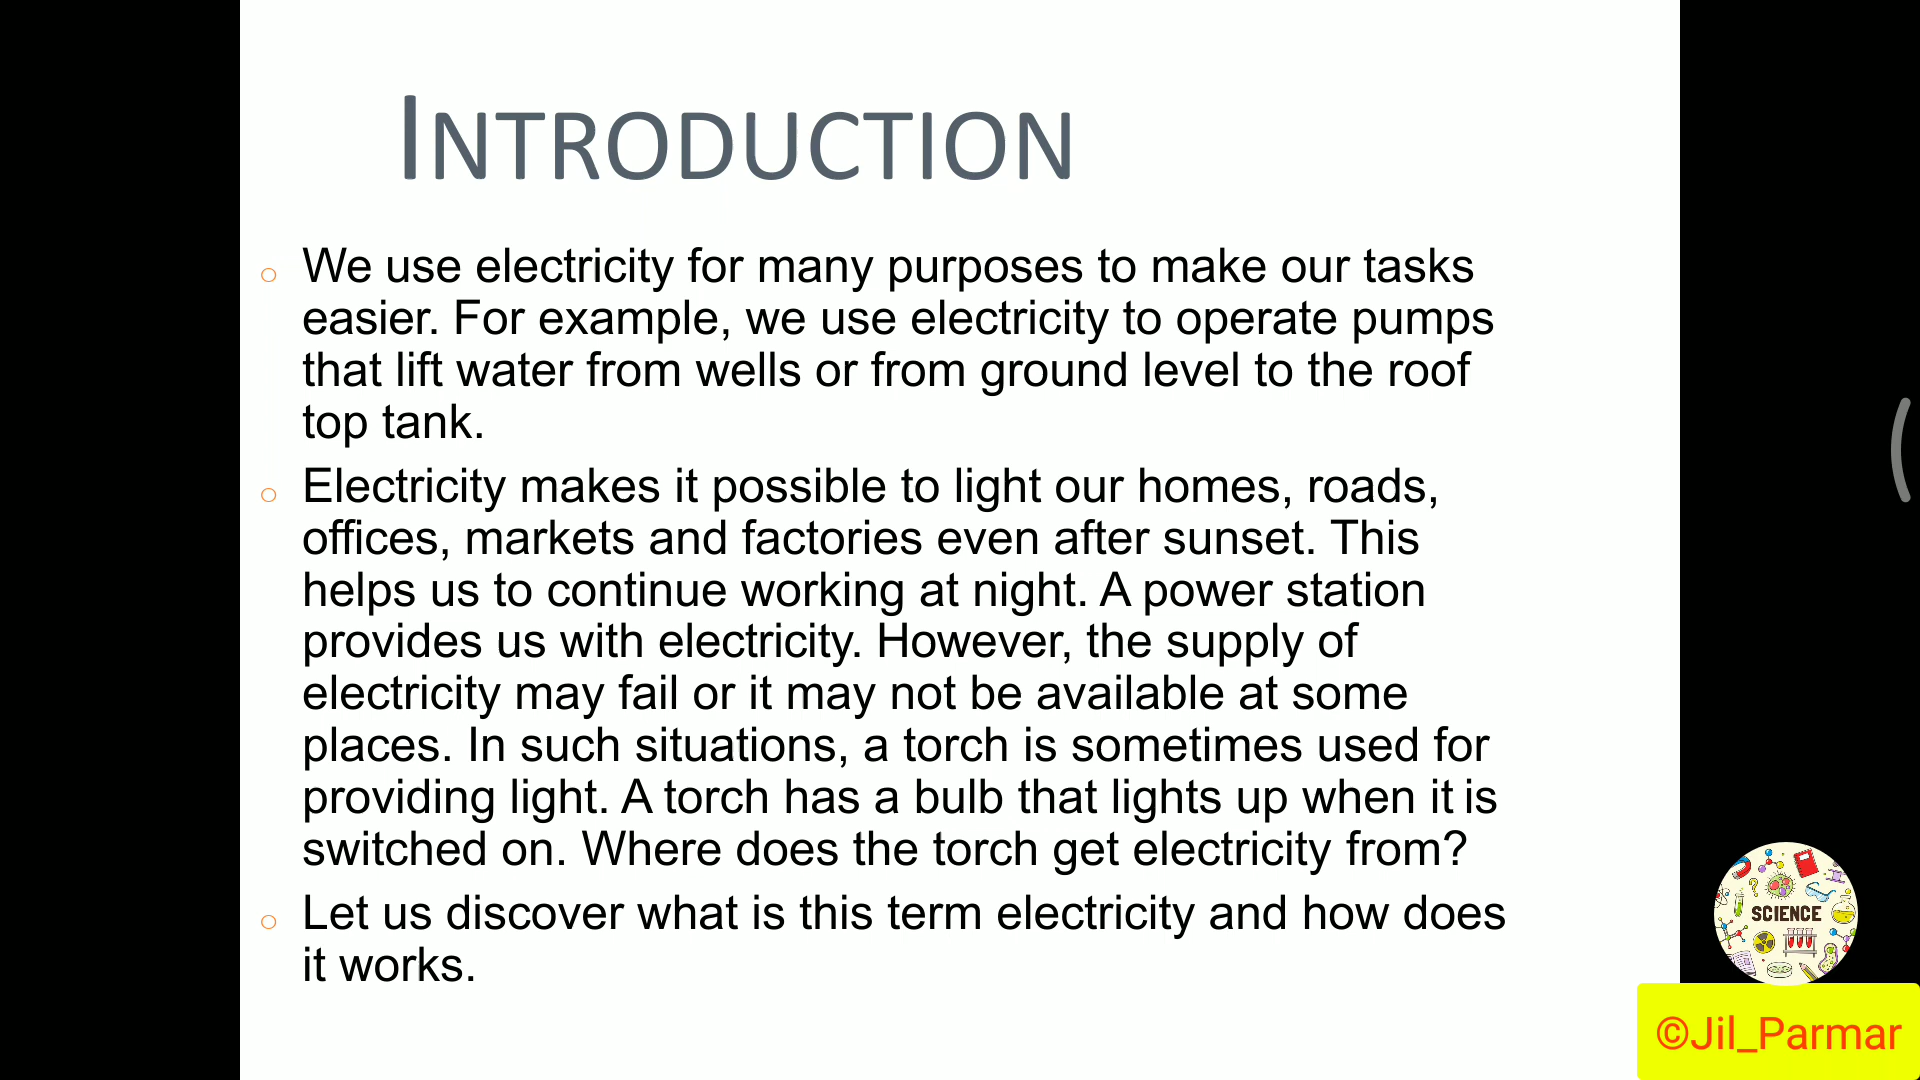 INTRODUCTION
We use electricity for many purposes to make our tasks
easier. For example, we use electricity to operate pumps
that lift water from wells or from ground level to the roof
top tank.
Electricity makes it possible to light our homes, roads,
offices, markets and factories even after sunset. This
helps us to continue working at night. A power station
provides us with electricity. However, the supply of
electricity may fail or it may not be available at some
places. In such situations, a torch is sometimes used for
providing light. A torch has a bulb that lights up when it is
switched on. Where does the torch get electricity from?
Let us discover what is this term electricity and how does
it works.
SCIENCE
©Jil_Parmar